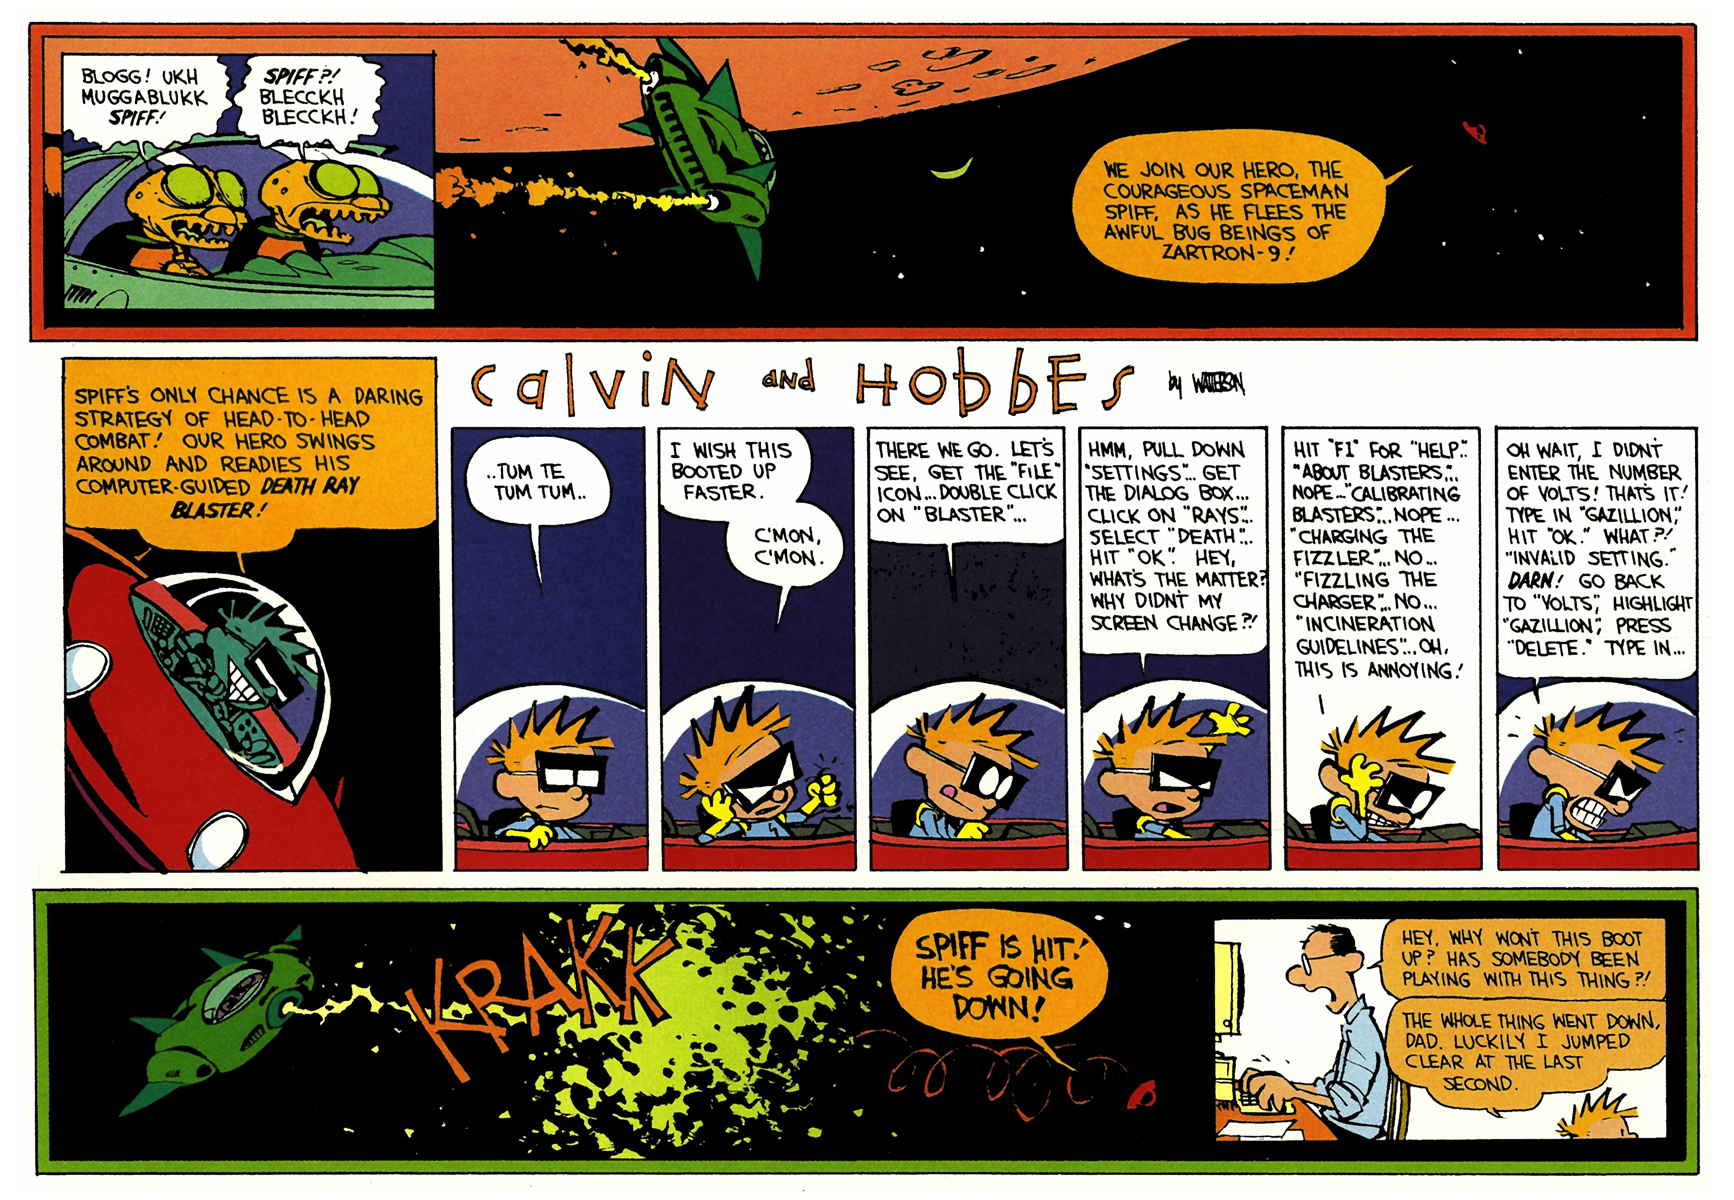 BLOGG! UKH
MUGGABLUKK
SPIFF!
SPIFF?!
BLECCKH
BLECCKH!
WE JOIN OUR HERO, THE
COURAGEOUS SPACEMAN
SPIFF, AS HE FLEES THE
AWFUL BUG BEINGS OF
ZARTRON-9!
SPIFF'S ONLY CHANCE IS A DARING
STRATEGY OF HEAD-TO-HEAD
COMBAT! OUR HERO SWINGS
AROUND AND READIES HIS
COMPUTER-GUIDED DEATH RAY
BLASTER!
CALVIN AND HOBBES by WATTERSON
..TUM TE
TUM TUM..
I WISH THIS
BOOTED UP
FASTER.
C'MON,
C'MON.
THERE WE GO. LET'S
SEE, GET THE "FILE"
ICON...DOUBLE CLICK
ON "BLASTER"...
HMM, PULL DOWN
"SETTINGS"... GET
THE DIALOG BOX...
CLICK ON "RAYS"...
SELECT "DEATH"...
HIT "OK." HEY,
WHAT'S THE MATTER?
WHY DIDN'T MY
SCREEN CHANGE?!
HIT "F1" FOR "HELP"..
"ABOUT BLASTERS"...
NOPE..."CALIBRATING
BLASTERS"...NOPE...
"CHARGING THE
FIZZLER"... NO...
"FIZZLING THE
CHARGER"...NO...
"INCINERATION
GUIDELINES"...OH,
THIS IS ANNOYING!
OH WAIT, I DIDN'T
ENTER THE NUMBER
OF VOLTS! THAT'S IT!
TYPE IN "GAZILLION,"
HIT "OK." WHAT?!
"INVALID SETTING."
DARN! GO BACK
TO "VOLTS," HIGHLIGHT
"GAZILLION," PRESS
"DELETE." TYPE IN...
KRAKK
SPIFF IS HIT!
HE'S GOING
DOWN!
HEY, WHY WON'T THIS BOOT
UP? HAS SOMEBODY BEEN
PLAYING WITH THIS THING?!
THE WHOLE THING WENT DOWN,
DAD. LUCKILY I JUMPED
CLEAR AT THE LAST
SECOND.